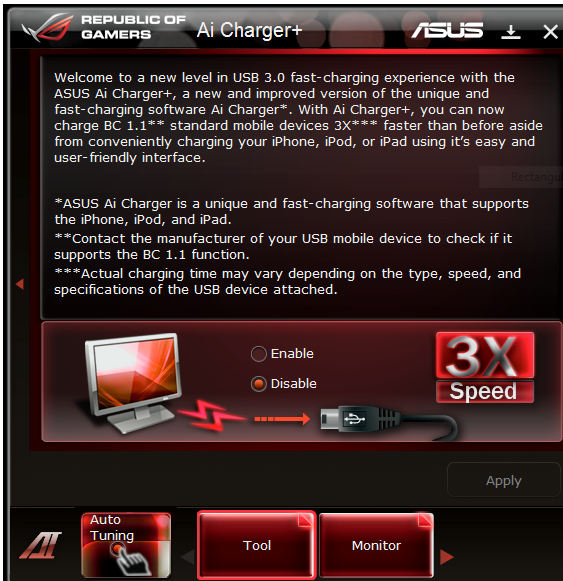 REPUBLIC OF
GAMERS
Ai Charger+
ASUS
Welcome to a new level in USB 3.0 fast-charging experience with the
ASUS Ai Charger+, a new and improved version of the unique and
fast-charging software Ai Charger*. With Ai Charger+, you can now
charge BC 1.1** standard mobile devices 3X*** faster than before aside
from conveniently charging your iPhone, iPod, or iPad using it's easy and
user-friendly interface.
Rectangu
*ASUS Ai Charger is a unique and fast-charging software that supports
the iPhone, iPod, and iPad.
**Contact the manufacturer of your USB mobile device to check if it
supports the BC 1.1 function.
***Actual charging time may vary depending on the type, speed, and
specifications of the USB device attached.
Enable
Disable
3X
Speed
Apply
AI
Auto
Tuning
Tool
Monitor